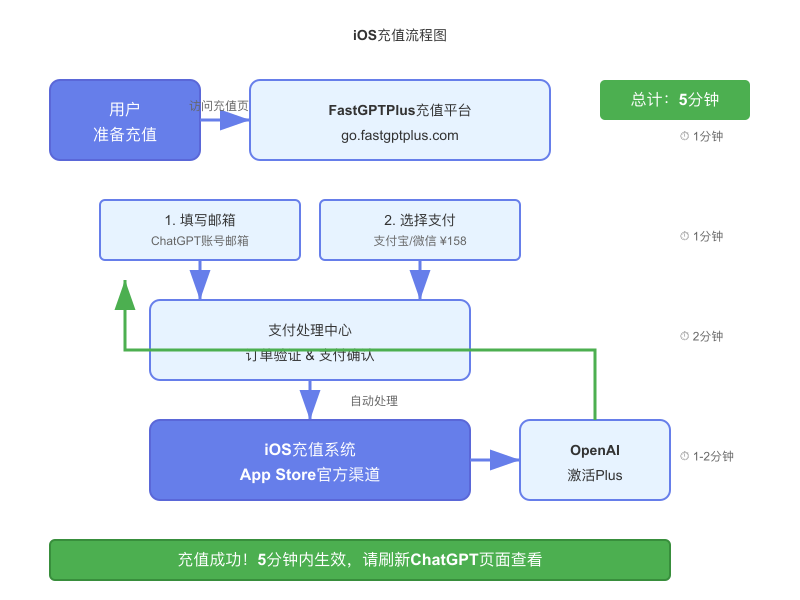 iOS充值流程图
用户
准备充值
访问充值页
FastGPTPlus充值平台
go.fastgptplus.com
总计：5分钟
⏱ 1分钟
1. 填写邮箱
ChatGPT账号邮箱
2. 选择支付
支付宝/微信 ¥158
⏱ 1分钟
支付处理中心
订单验证 & 支付确认
⏱ 2分钟
自动处理
iOS充值系统
App Store官方渠道
OpenAI
激活Plus
⏱ 1-2分钟
充值成功！5分钟内生效，请刷新ChatGPT页面查看